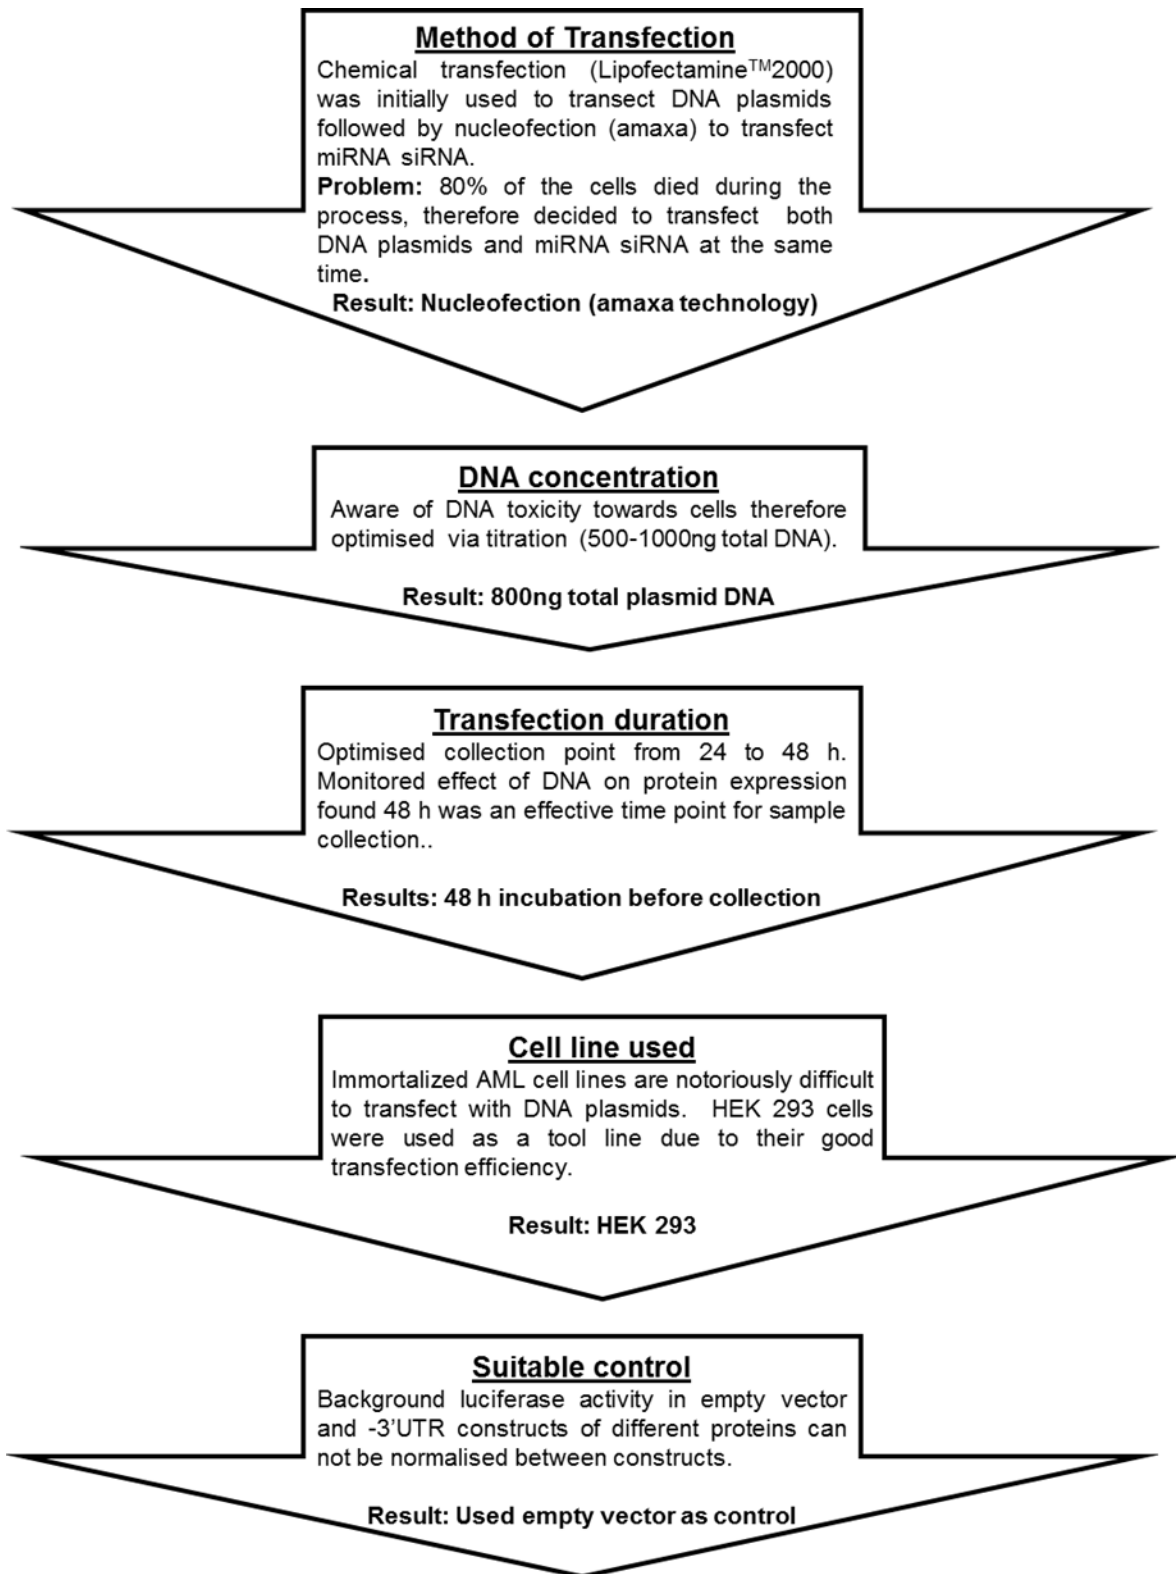 Method of Transfection
Chemical transfection (Lipofectamine™2000)
was initially used to transect DNA plasmids
followed by nucleofection (amaxa) to transfect
miRNA siRNA.
Problem: 80% of the cells died during the
process, therefore decided to transfect both
DNA plasmids and miRNA siRNA at the same
time.
Result: Nucleofection (amaxa technology)
DNA concentration
Aware of DNA toxicity towards cells therefore
optimised via titration (500-1000ng total DNA).
Result: 800ng total plasmid DNA
Transfection duration
Optimised collection point from 24 to 48 h.
Monitored effect of DNA on protein expression
found 48 h was an effective time point for sample
collection..
Results: 48 h incubation before collection
Cell line used
Immortalized AML cell lines are notoriously difficult
to transfect with DNA plasmids. HEK 293 cells
were used as a tool line due to their good
transfection efficiency.
Result: HEK 293
Suitable control
Background luciferase activity in empty vector
and -3’UTR constructs of different proteins can
not be normalised between constructs.
Result: Used empty vector as control